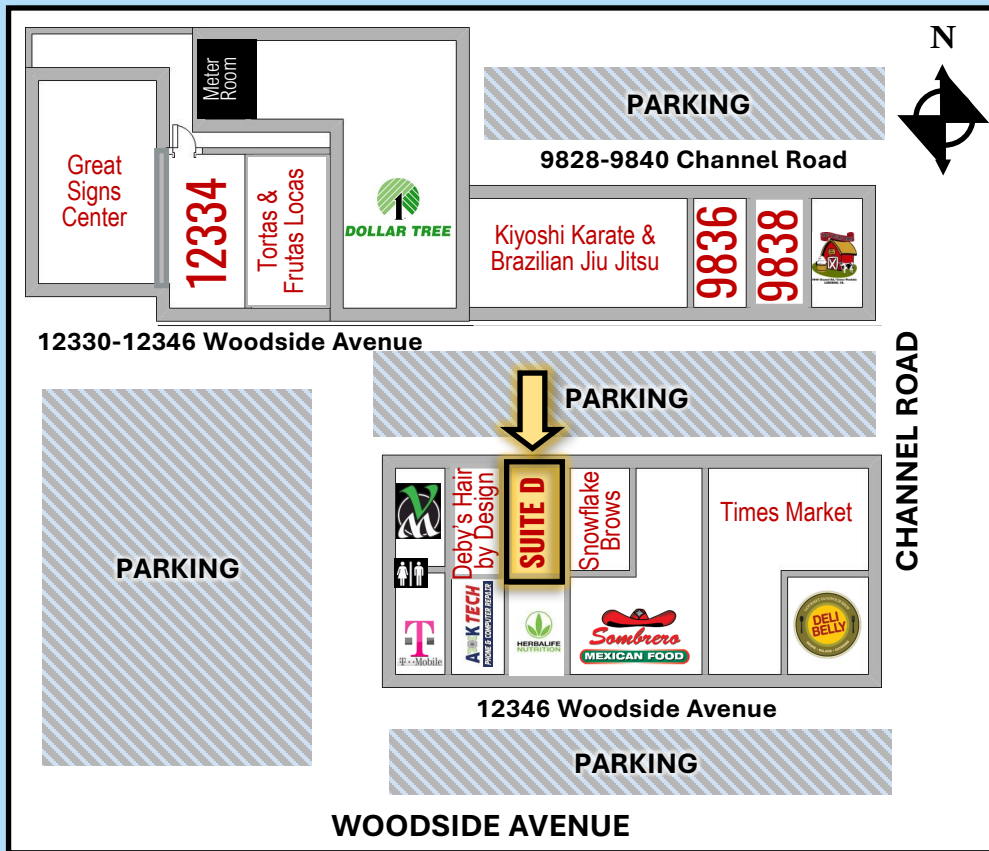 N
Meter
Room
PARKING
9828-9840 Channel Road
Great
Signs
Center
12334
Tortas &
Frutas Locas
1
DOLLAR TREE
Kiyoshi Karate &
Brazilian Jiu Jitsu
9836
9838
12330-12346 Woodside Avenue
PARKING
CHANNEL ROAD
PARKING
VM
Deby's Hair
by Design
SUITE D
Snowflake
Brows
Times Market
T
T··Mobile
A OK TECH
PHONE & COMPUTER REPAIR
HERBALIFE
NUTRITION
Sombrero
MEXICAN FOOD
DELI
BELLY
12346 Woodside Avenue
PARKING
WOODSIDE AVENUE